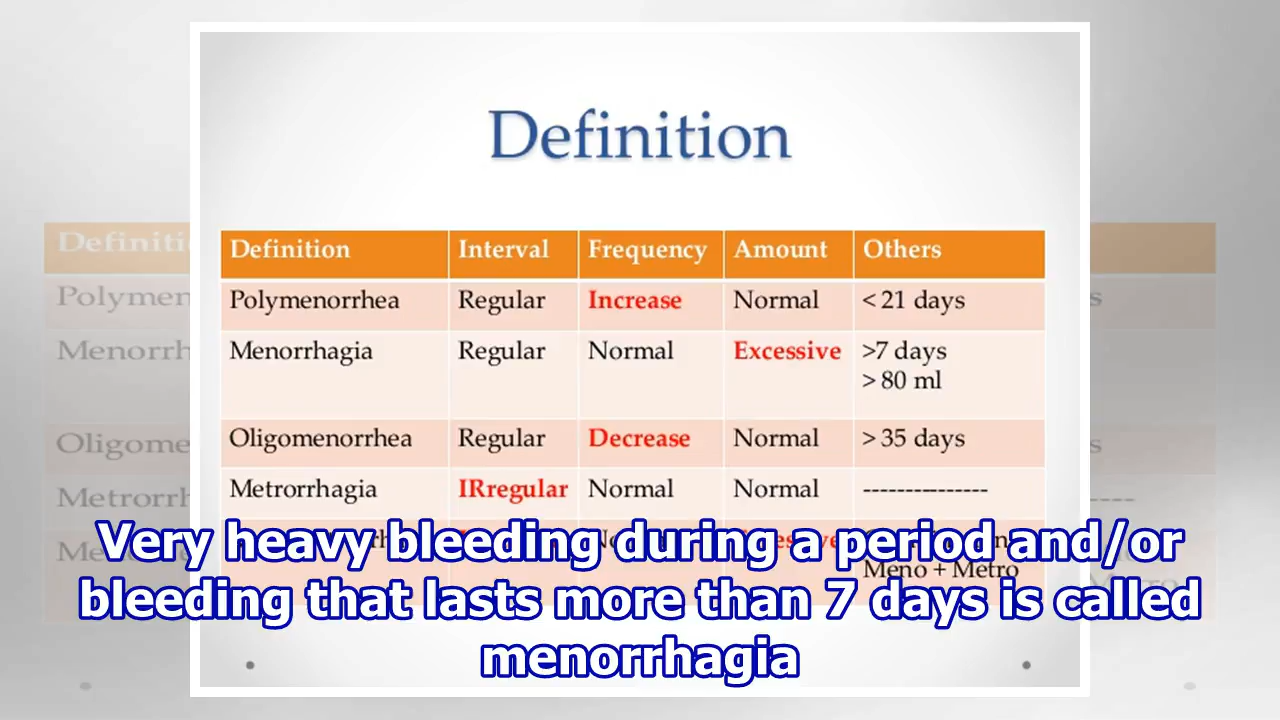 Definition
Definition Interval Frequency Amount Others
Polymenorrhea Regular Increase Normal < 21 days
Menorrhagia Regular Normal Excessive >7 days
> 80 ml
Oligomenorrhea Regular Decrease Normal > 35 days
Metrorrhagia IRregular Normal Normal ---------------
Meno + Metro
Very heavy bleeding during a period and/or
bleeding that lasts more than 7 days is called
menorrhagia